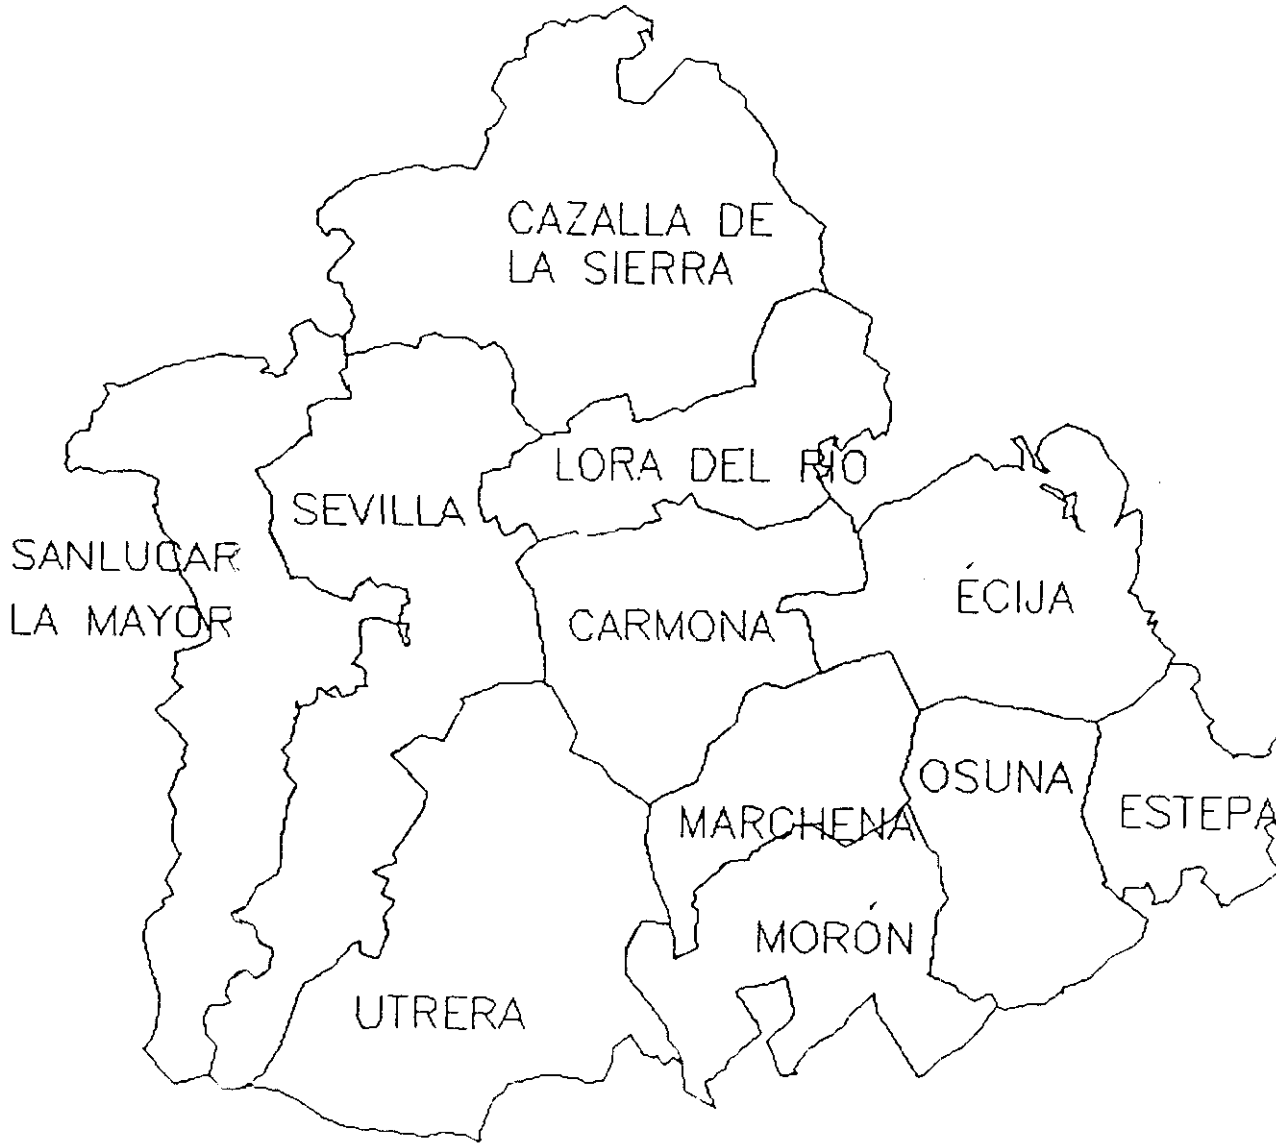 CAZALLA DE
LA SIERRA
LORA DEL RIO
SEVILLA
SANLUCAR
LA MAYOR
ÉCIJA
CARMONA
OSUNA
ESTEPA
MARCHENA
MORÓN
UTRERA